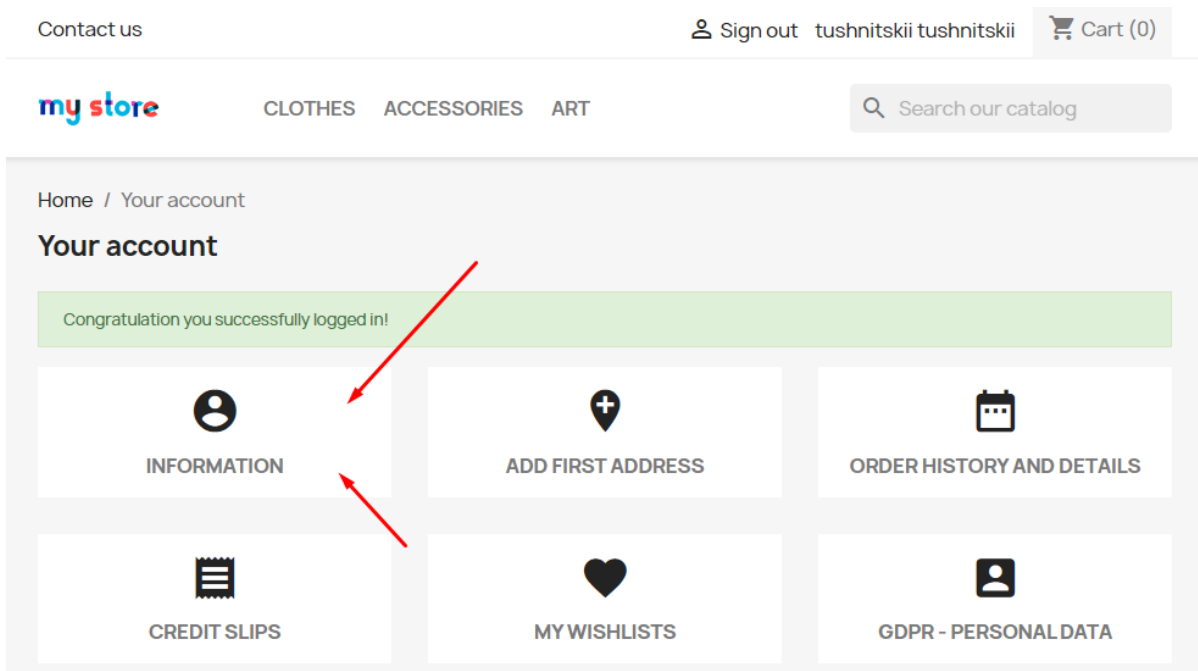 Contact us
Sign out tushnitskii tushnitskii Cart (0)
my store CLOTHES ACCESSORIES ART Search our catalog
Home / Your account
Your account
Congratulation you successfully logged in!
INFORMATION ADD FIRST ADDRESS ORDER HISTORY AND DETAILS
CREDIT SLIPS MY WISHLISTS GDPR - PERSONAL DATA